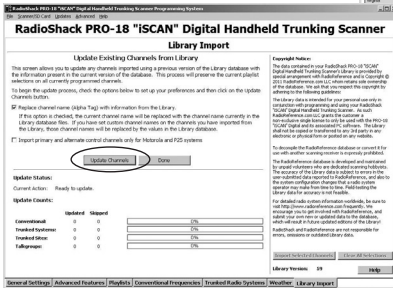 RadioShack PRO-18 "iSCAN" Digital Handheld Trunking Scanner Programming System
File Scanner/SD Card Updates Advanced Help
RadioShack PRO-18 "iSCAN" Digital Handheld Trunking Scanner
Library Import
Update Existing Channels from Library
This screen allows you to update any channels imported using a previous version of the Library database with
the information present in the current version of the database. This process will preserve the current playlist
selections on all currently programmed channels.
To begin the update process, check the options below to set up your preferences and then click on the Update
Channels button.
Replace channel name (Alpha Tag) with information from the Library.
If this option is checked, the current channel name will be replaced with the channel name currently in the
Library database files. If you have set custom channel names on the channels you have imported from
the Library, those channel names will be replaced by the values in the Library database.
Import primary and alternate control channels only for Motorola and P25 systems
Update Channels
Done
Update Status:
Current Action: Ready to update.
Update Counts:
Updated Skipped
Conventional: 0 0 0%
Trunked Systems: 0 0 0%
Trunked Sites: 0 0 0%
Talkgroups: 0 0 0%
Copyright Notice:
The data contained in your RadioShack PRO-18 "iSCAN"
Digital Handheld Trunking Scanner's Library is provided by
special arrangement with RadioReference and is Copyright ©
2011 RadioReference.com LLC which retains sole ownership
of the database. We ask that you respect this copyright by
adhering to the following guidelines:
The Library data is intended for your personal use only in
conjunction with programming and using your RadioShack
Digital Handheld Trunking Scanner.
RadioReference.com LLC grants the customer a
Non-exclusive single license to only be used with the PRO-18
"iSCAN" Digital and its associated PC software. The Library
shall not be copied or transferred to any 3rd party in any
electronic or physical form or posted on any website.
To decompile the RadioReference database or convert it for
use with another scanning receiver is expressly prohibited.
The RadioReference database is developed and maintained
by unpaid volunteers who are dedicated scanning hobbyists.
The accuracy of the Library data is subject to errors in the
user-submitted data reported to RadioReference, and also to
the system configuration changes that a radio system
operator may make from time to time. Field testing the
Library data for accuracy is not feasible.
For detailed radio system information worldwide, be sure to
visit http://www.radioreference.com frequently. We
encourage you to get involved with RadioReference, and
submit your own new or updated data to the database,
which will result in future updated editions of the Library!
RadioShack and RadioReference are not responsible for
errors, omissions or outdated Library data.
Import Selected Channels
Clear All Selections
Library Version: 19
Help
General Settings Advanced Features Playlists Conventional Frequencies Trunked Radio Systems Weather Library Import